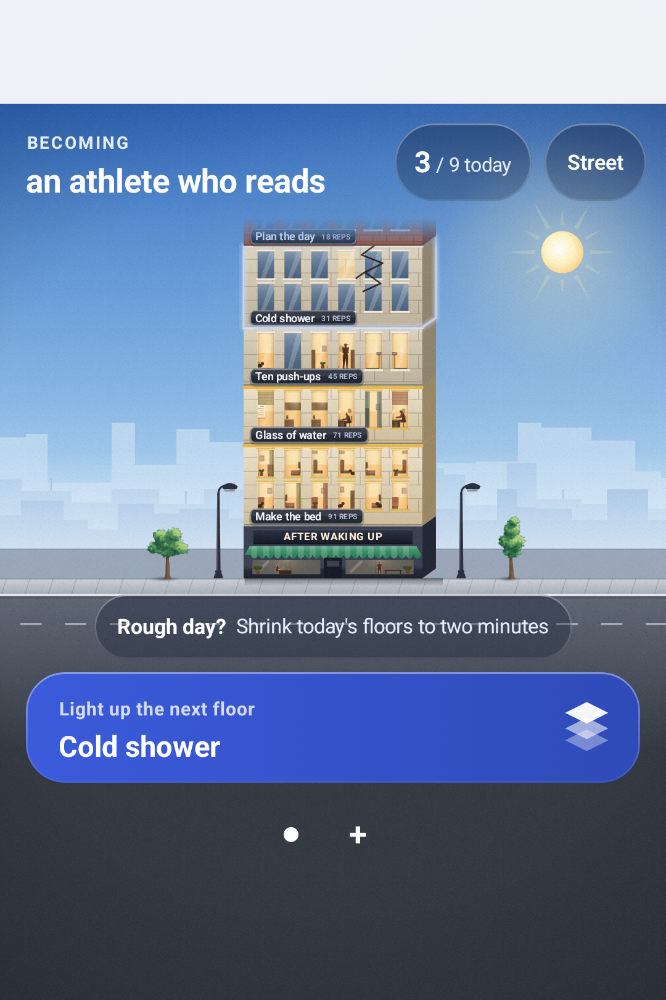 BECOMING
an athlete who reads
3 / 9 today
Street
Plan the day 18 REPS
Cold shower 31 REPS
Ten push-ups 45 REPS
Glass of water 71 REPS
Make the bed 91 REPS
AFTER WAKING UP
Rough day? Shrink today's floors to two minutes
Light up the next floor
Cold shower